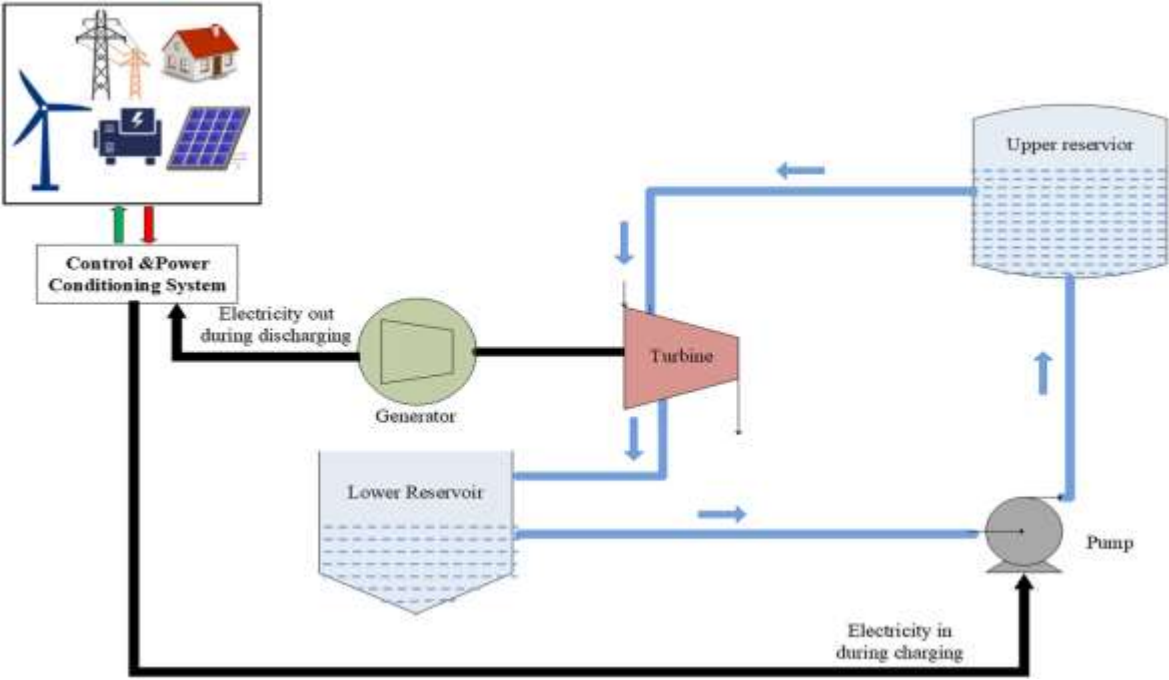 Upper reservior
Control &Power
Conditioning System
Electricity out
during discharging
Turbine
Generator
Lower Reservoir
Pump
Electricity in
during charging